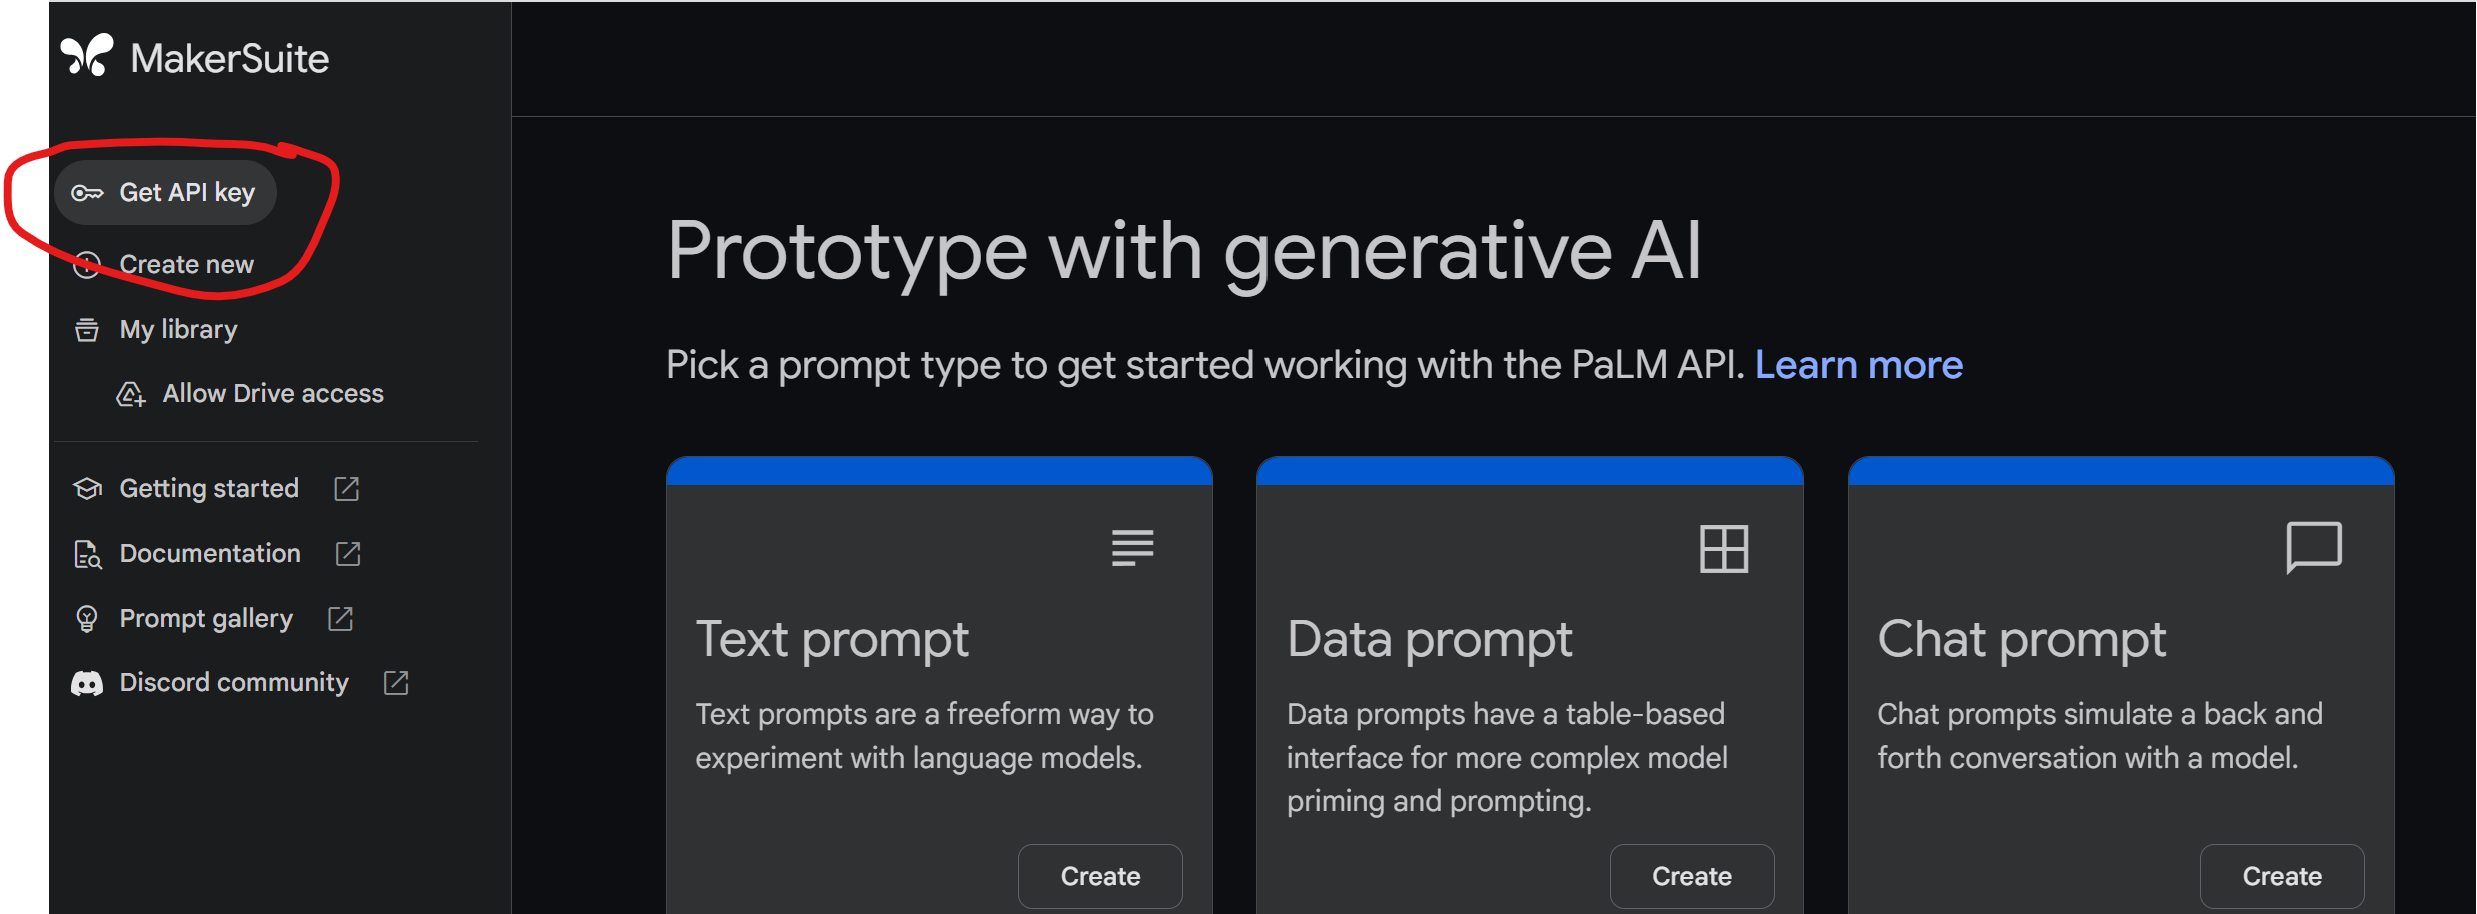 MakerSuite
Get API key
Create new
My library
Allow Drive access
Getting started
Documentation
Prompt gallery
Discord community
Prototype with generative AI
Pick a prompt type to get started working with the PaLM API. Learn more
Text prompt
Text prompts are a freeform way to
experiment with language models.
Create
Data prompt
Data prompts have a table-based
interface for more complex model
priming and prompting.
Create
Chat prompt
Chat prompts simulate a back and
forth conversation with a model.
Create